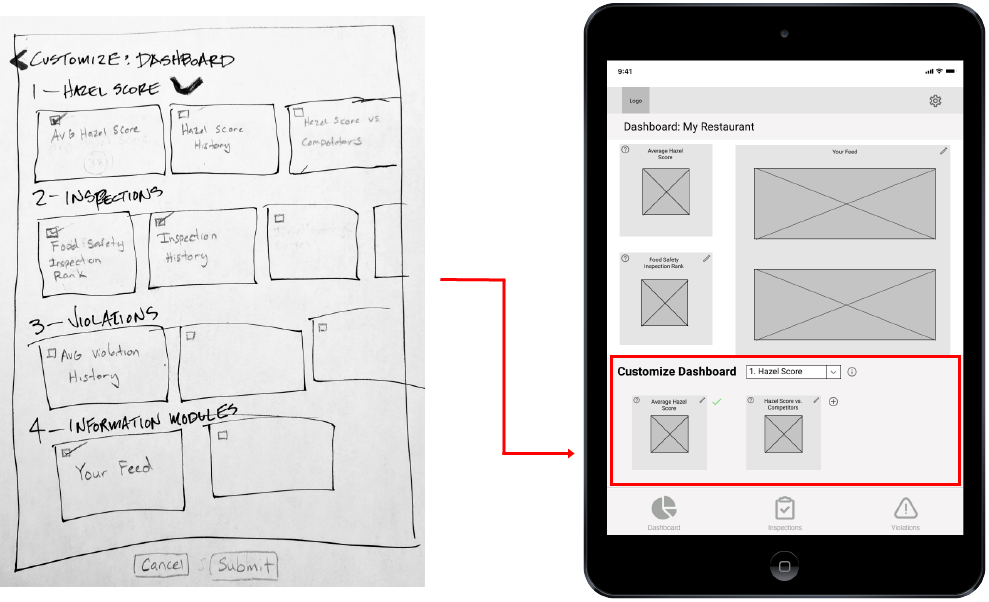 CUSTOMIZE: DASHBOARD
1 - HAZEL SCORE
AVG Hazel Score
Hazel Score
History
Hazel Score vs
Competitors
2 - INSPECTIONS
Food Safety
Inspection
Rank
Inspection
History
3 - VIOLATIONS
AVG Violation
History
4 - INFORMATION MODULES
Your Feed
Cancel
Submit
9:41
Logo
Dashboard: My Restaurant
Average Hazel
Score
Your Feed
Food Safety
Inepection Rank
Customize Dashboard
1. Hazel Score
Average Hazel
Score
Hazel Score vs.
Competitors
Dashboard
Inspections
Violations